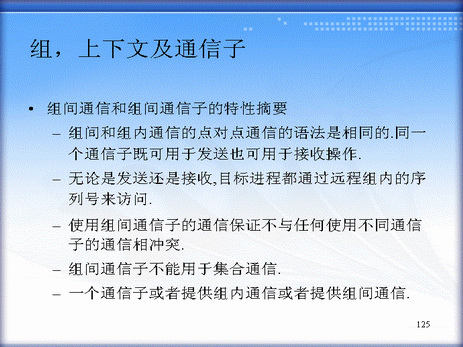 组，上下文及通信子
• 组间通信和组间通信子的特性摘要
– 组间和组内通信的点对点通信的语法是相同的.同一
个通信子既可用于发送也可用于接收操作.
– 无论是发送还是接收,目标进程都通过远程组内的序
列号来访问.
– 使用组间通信子的通信保证不与任何使用不同通信
子的通信相冲突.
– 组间通信子不能用于集合通信.
– 一个通信子或者提供组内通信或者提供组间通信.
125